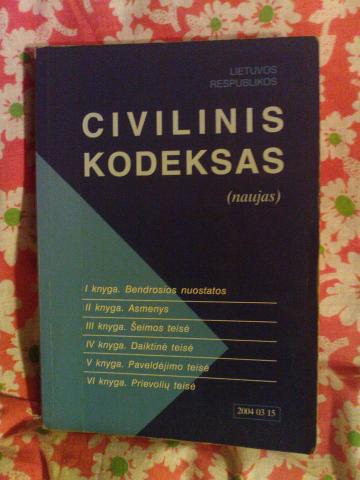 LIETUVOS
RESPUBLIKOS
CIVILINIS
KODEKSAS
(naujas)
I knyga. Bendrosios nuostatos
II knyga. Asmenys
III knyga. Šeimos teisė
IV knyga. Daiktinė teisė
V knyga. Paveldėjimo teisė
VI knyga. Prievolių teisė
2004 03 15